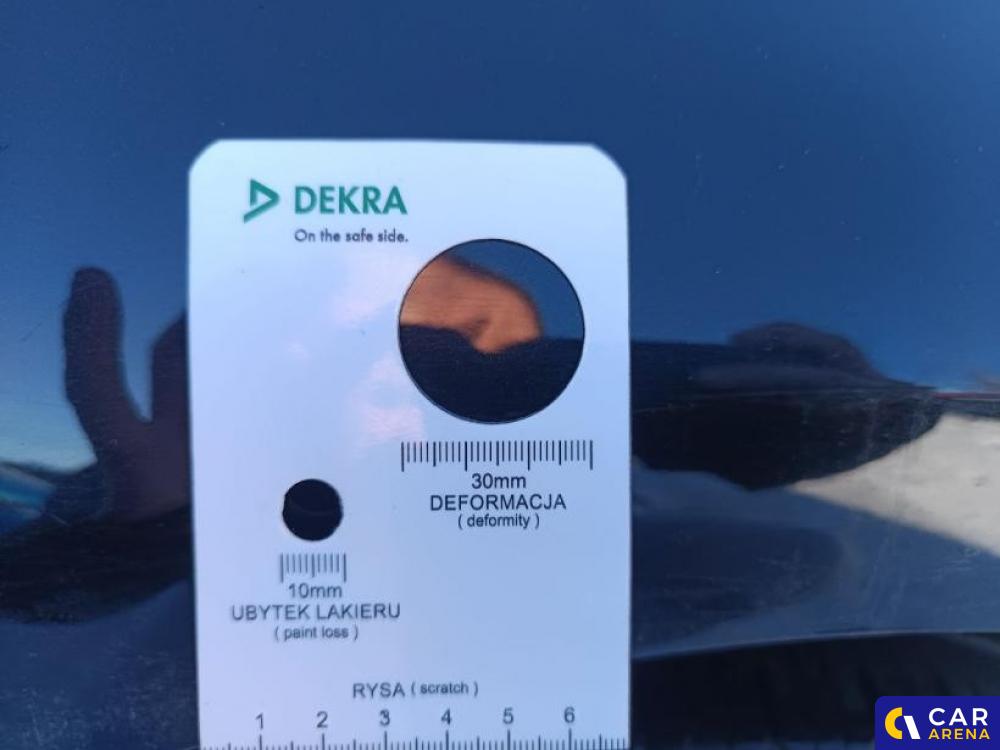 DEKRA
On the safe side.
30mm
DEFORMACJA
( deformity )
10mm
UBYTEK LAKIERU
( paint loss )
RYSA ( scratch )
1 2 3 4 5 6
CAR
ARENA